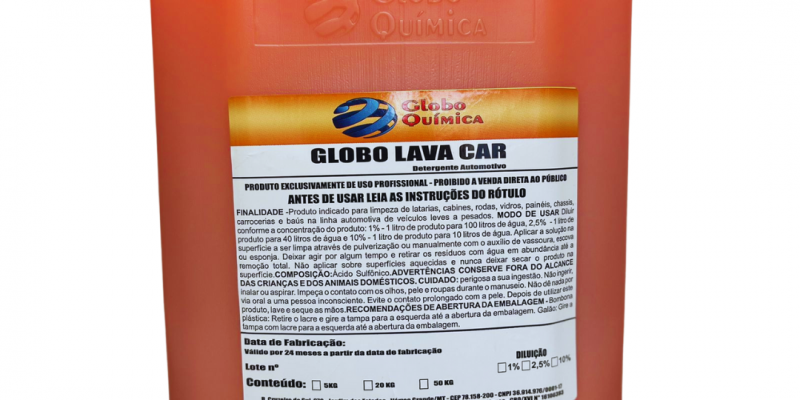 Globo
QUÍMICA
Globo
QUÍMICA
GLOBO LAVA CAR
Detergente Automotivo
PRODUTO EXCLUSIVAMENTE DE USO PROFISSIONAL - PROIBIDO A VENDA DIRETA AO PÚBLICO
ANTES DE USAR LEIA AS INSTRUÇÕES DO RÓTULO
FINALIDADE -Produto indicado para limpeza de latarias, cabines, rodas, vidros, painéis, chassis,
carrocerias e baús na linha automotiva de veículos leves a pesados. MODO DE USAR Diluir
conforme a concentração do produto: 1% - 1 litro de produto para 100 litros de água, 2,5% - 1 litro de
produto para 40 litros de água e 10% - 1 litro de produto para 10 litros de água. Aplicar a solução na
superfície a ser limpa através de pulverização ou manualmente com o auxílio de vassoura, escova
ou esponja. Deixar agir por algum tempo e retirar os resíduos com água em abundância até a
remoção total. Não aplicar sobre superfícies aquecidas e nunca deixar secar o produto na
superfície.COMPOSIÇÃO:Ácido Sulfônico.ADVERTÊNCIAS CONSERVE FORA DO ALCANCE
DAS CRIANÇAS E DOS ANIMAIS DOMÉSTICOS. CUIDADO: perigosa a sua ingestão. Não ingerir,
inalar ou aspirar. Impeça o contato com os olhos, pele e roupas durante o manuseio. Não dê nada por
via oral a uma pessoa inconsciente. Evite o contato prolongado com a pele. Depois de utilizar este
produto, lave e seque as mãos.RECOMENDAÇÕES DE ABERTURA DA EMBALAGEM - Bombona
plástica: Retire o lacre e gire a tampa para a esquerda até a abertura da embalagem. Galão: Gire a
tampa com lacre para a esquerda até a abertura da embalagem.
Data de Fabricação:
Válido por 24 meses a partir da data de fabricação
DILUIÇÃO
Lote nº
1% 2,5% 10%
Conteúdo: 5KG 20 KG 50 KG
CEP 78.158-200 - CNPJ